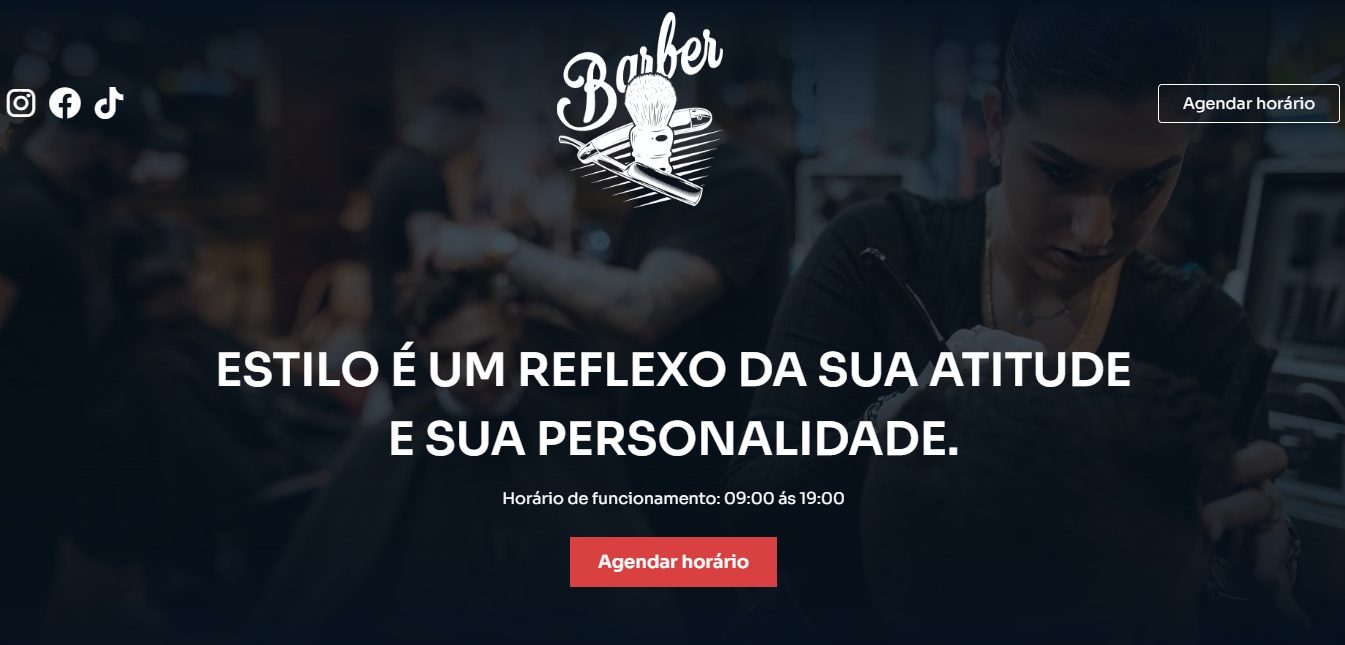 Barber
Agendar horário
ESTILO É UM REFLEXO DA SUA ATITUDE
E SUA PERSONALIDADE.
Horário de funcionamento: 09:00 ás 19:00
Agendar horário